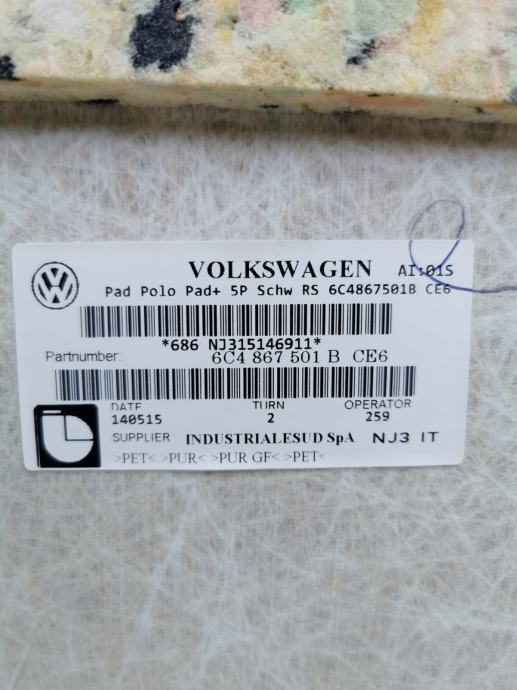 VOLKSWAGEN AI:01S
Pad Polo Pad+ 5P Schw RS 6C4867501B CE6
*686 NJ315146911*
Partnumber: 6C4 867 501 B CE6
DATE TURN OPERATOR
140515 2 259
SUPPLIER INDUSTRIALESUD SpA NJ3 IT
>PET< >PUR< >PUR GF< >PET<